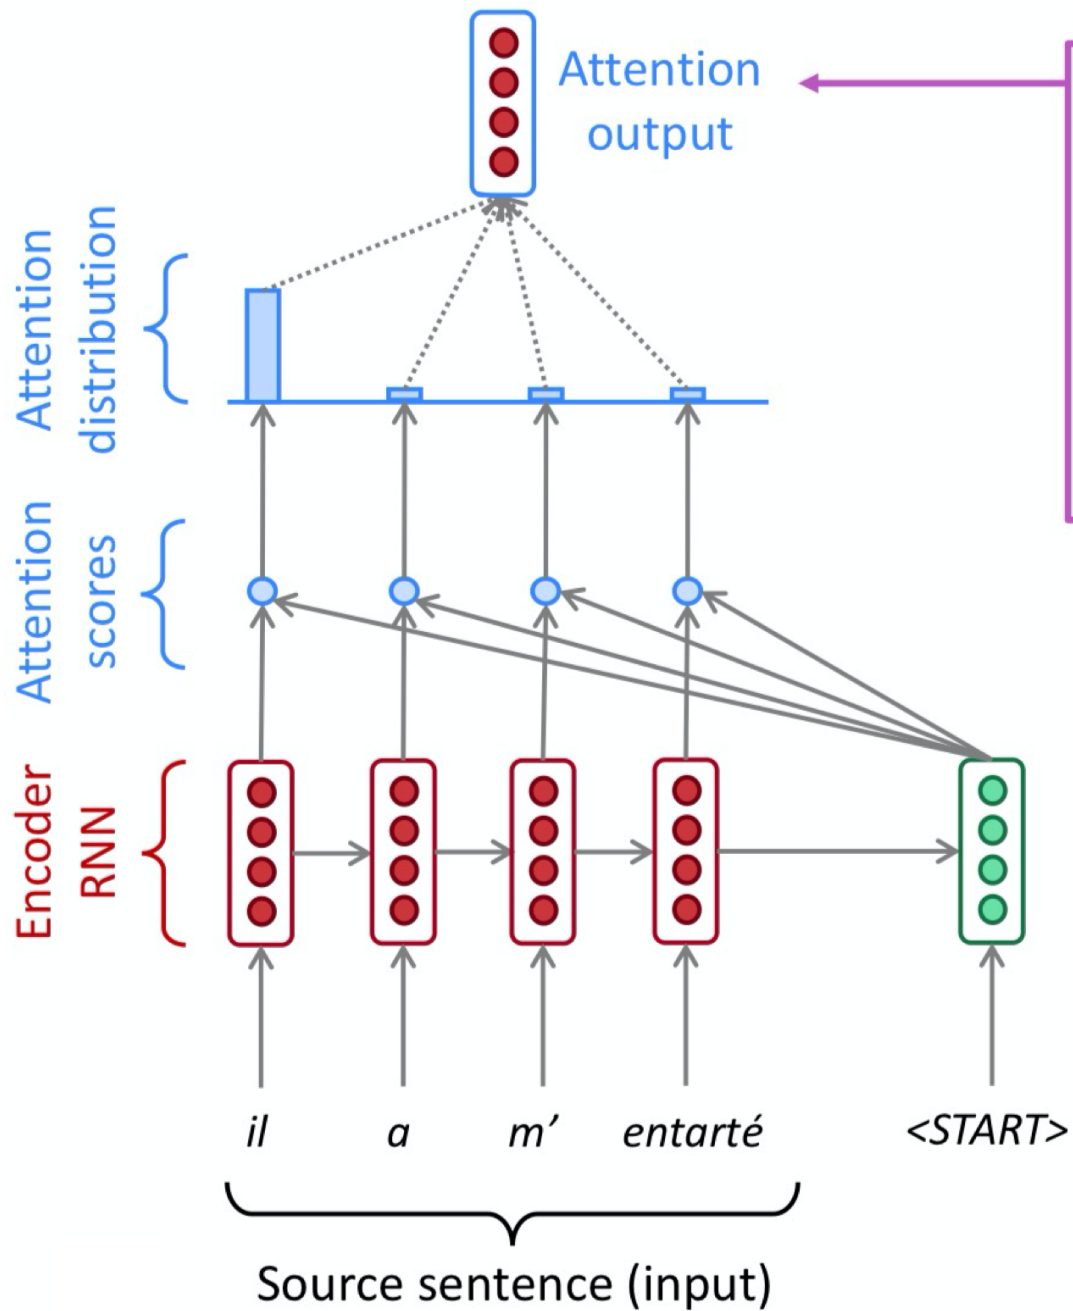 Attention
output
Attention
distribution
Attention
scores
Encoder
RNN
il a m’ entarté <START>
Source sentence (input)